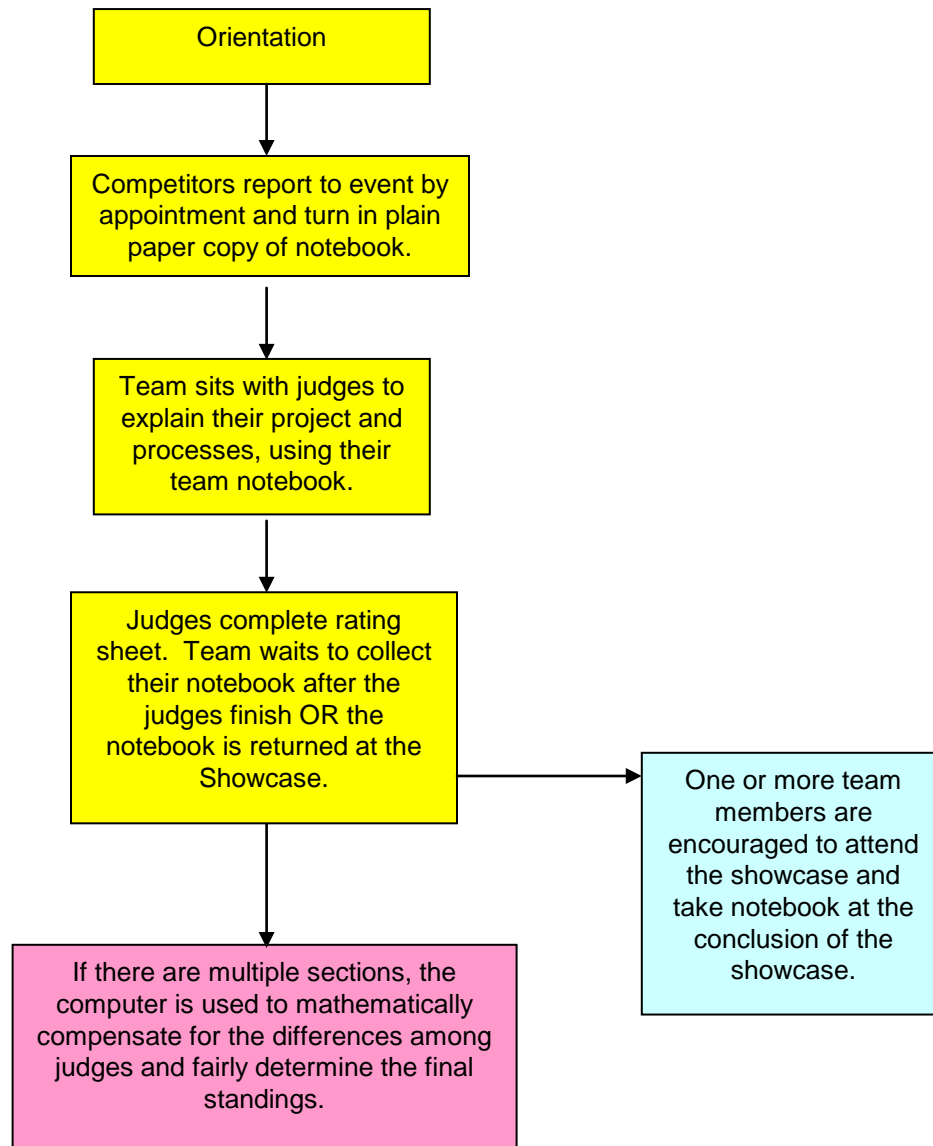 Orientation
Competitors report to event by
appointment and turn in plain
paper copy of notebook.
Team sits with judges to
explain their project and
processes, using their
team notebook.
Judges complete rating
sheet.  Team waits to collect
their notebook after the
judges finish OR the
notebook is returned at the
Showcase.
One or more team
members are
encouraged to attend
the showcase and
take notebook at the
conclusion of the
showcase.
If there are multiple sections, the
computer is used to mathematically
compensate for the differences among
judges and fairly determine the final
standings.